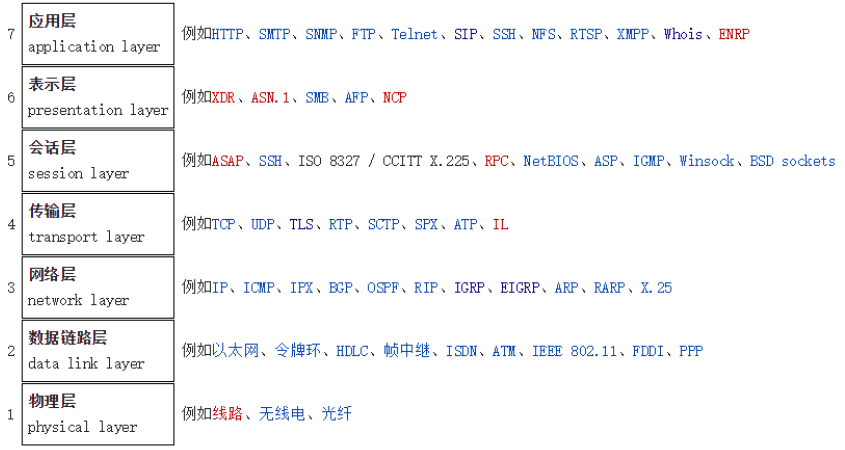 应用层
7 application layer 例如HTTP、SMTP、SNMP、FTP、Telnet、SIP、SSH、NFS、RTSP、XMPP、Whois、ENRP
表示层
6 presentation layer 例如XDR、ASN.1、SMB、AFP、NCP
会话层
5 session layer 例如ASAP、SSH、ISO 8327 / CCITT X.225、RPC、NetBIOS、ASP、IGMP、Winsock、BSD sockets
传输层
4 transport layer 例如TCP、UDP、TLS、RTP、SCTP、SPX、ATP、IL
网络层
3 network layer 例如IP、ICMP、IPX、BGP、OSPF、RIP、IGRP、EIGRP、ARP、RARP、X.25
数据链路层
2 data link layer 例如以太网、令牌环、HDLC、帧中继、ISDN、ATM、IEEE 802.11、FDDI、PPP
物理层
1 physical layer 例如线路、无线电、光纤